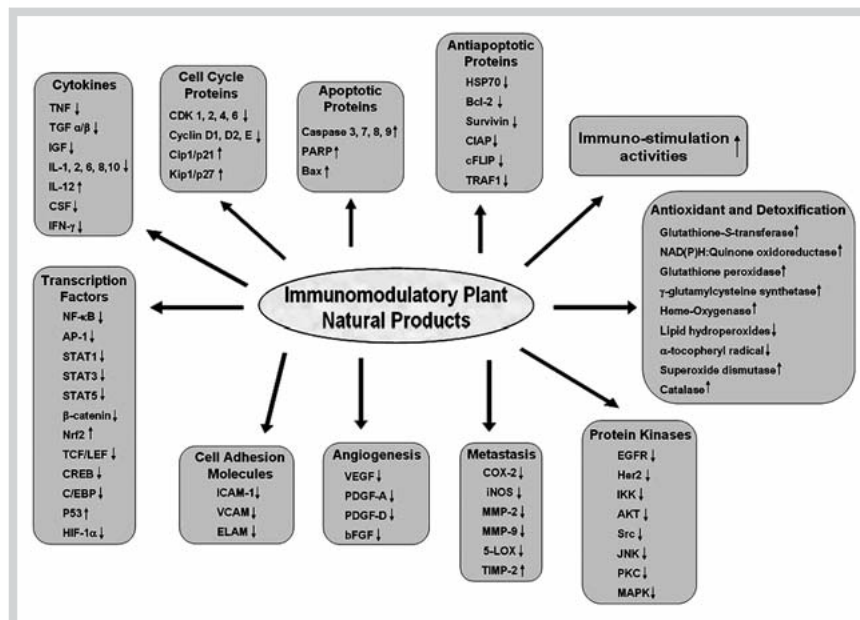 Cytokines
TNF ↓
TGF α/β ↓
IGF ↓
IL-1, 2, 6, 8,10 ↓
IL-12 ↑
CSF ↓
IFN-γ ↓
Cell Cycle
Proteins
CDK 1, 2, 4, 6 ↓
Cyclin D1, D2, E ↓
Cip1/p21 ↑
Kip1/p27 ↑
Apoptotic
Proteins
Caspase 3, 7, 8, 9 ↑
PARP ↑
Bax ↑
Antiapoptotic
Proteins
HSP70 ↓
Bcl-2 ↓
Survivin ↓
CIAP ↓
cFLIP ↓
TRAF1 ↓
Immuno-stimulation ↑
activities
Antioxidant and Detoxification
Glutathione-S-transferase ↑
NAD(P)H:Quinone oxidoreductase ↑
Glutathione peroxidase ↑
γ-glutamylcysteine synthetase ↑
Heme-Oxygenase ↑
Lipid hydroperoxides ↓
α-tocopheryl radical ↓
Superoxide dismutase ↑
Catalase ↑
Immunomodulatory Plant
Natural Products
Transcription
Factors
NF-κB ↓
AP-1 ↓
STAT1 ↓
STAT3 ↓
STAT5 ↓
β-catenin ↓
Nrf2 ↑
TCF/LEF ↓
CREB ↓
C/EBP ↓
P53 ↑
HIF-1α ↓
Cell Adhesion
Molecules
ICAM-1 ↓
VCAM ↓
ELAM ↓
Angiogenesis
VEGF ↓
PDGF-A ↓
PDGF-D ↓
bFGF ↓
Metastasis
COX-2 ↓
iNOS ↓
MMP-2 ↓
MMP-9 ↓
5-LOX ↓
TIMP-2 ↑
Protein Kinases
EGFR ↓
Her2 ↓
IKK ↓
AKT ↓
Src ↓
JNK ↓
PKC ↓
MAPK ↓